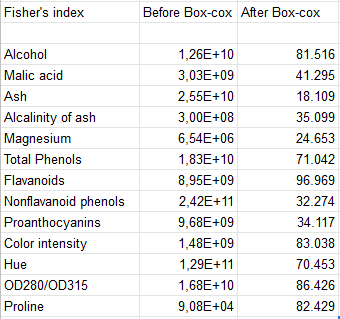 Fisher's index Before Box-cox After Box-cox
Alcohol 1,26E+10 81.516
Malic acid 3,03E+09 41.295
Ash 2,55E+10 18.109
Alcalinity of ash 3,00E+08 35.099
Magnesium 6,54E+06 24.653
Total Phenols 1,83E+10 71.042
Flavanoids 8,95E+09 96.969
Nonflavanoid phenols 2,42E+11 32.274
Proanthocyanins 9,68E+09 34.117
Color intensity 1,48E+09 83.038
Hue 1,29E+11 70.453
OD280/OD315 1,68E+10 86.426
Proline 9,08E+04 82.429